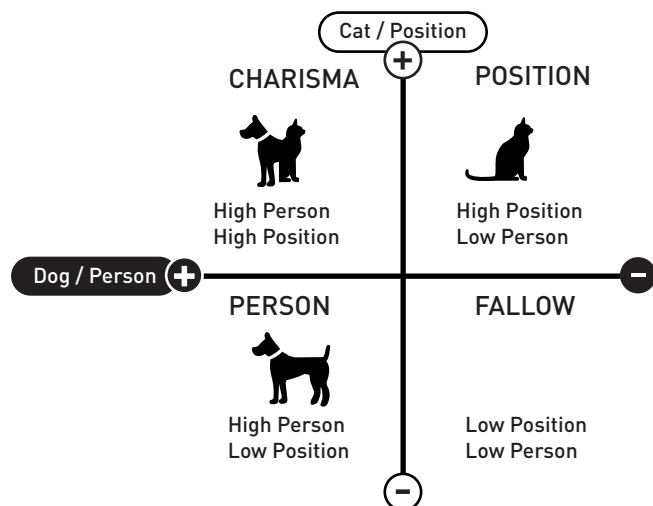 Cat / Position
+
CHARISMA
POSITION
High Person
High Position
High Position
Low Person
Dog / Person +
-
PERSON
FALLOW
High Person
Low Position
Low Position
Low Person
-